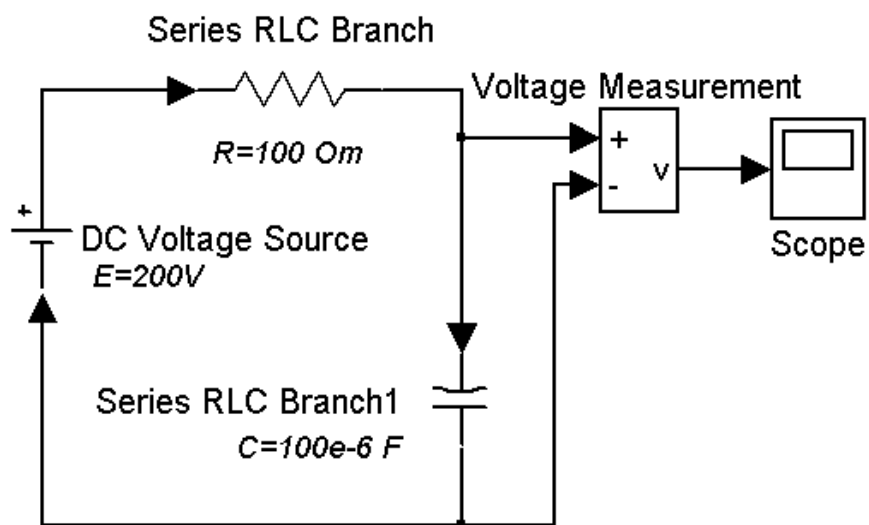 Series RLC Branch
Voltage Measurement
R=100 Om
+
-
v
Scope
+
DC Voltage Source
E=200V
Series RLC Branch1
C=100e-6 F